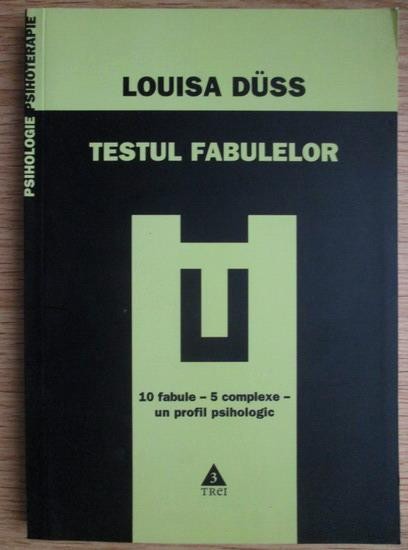 PSIHOLOGIE PSIHOTERAPIE
LOUISA DÜSS
TESTUL FABULELOR
10 fabule – 5 complexe –
un profil psihologic
3
TREI